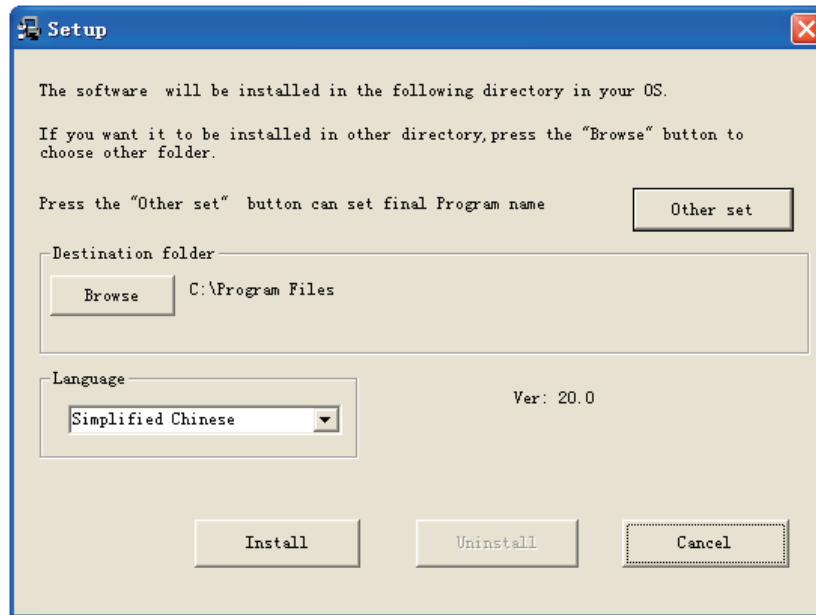 Setup
The software  will be installed in the following directory in your OS.
If you want it to be installed in other directory,press the "Browse" button to
choose other folder.
Press the "Other set"  button can set final Program name
Other set
Destination folder
Browse
C:\Program Files
Language
Simplified Chinese
Ver: 20.0
Install
Uninstall
Cancel